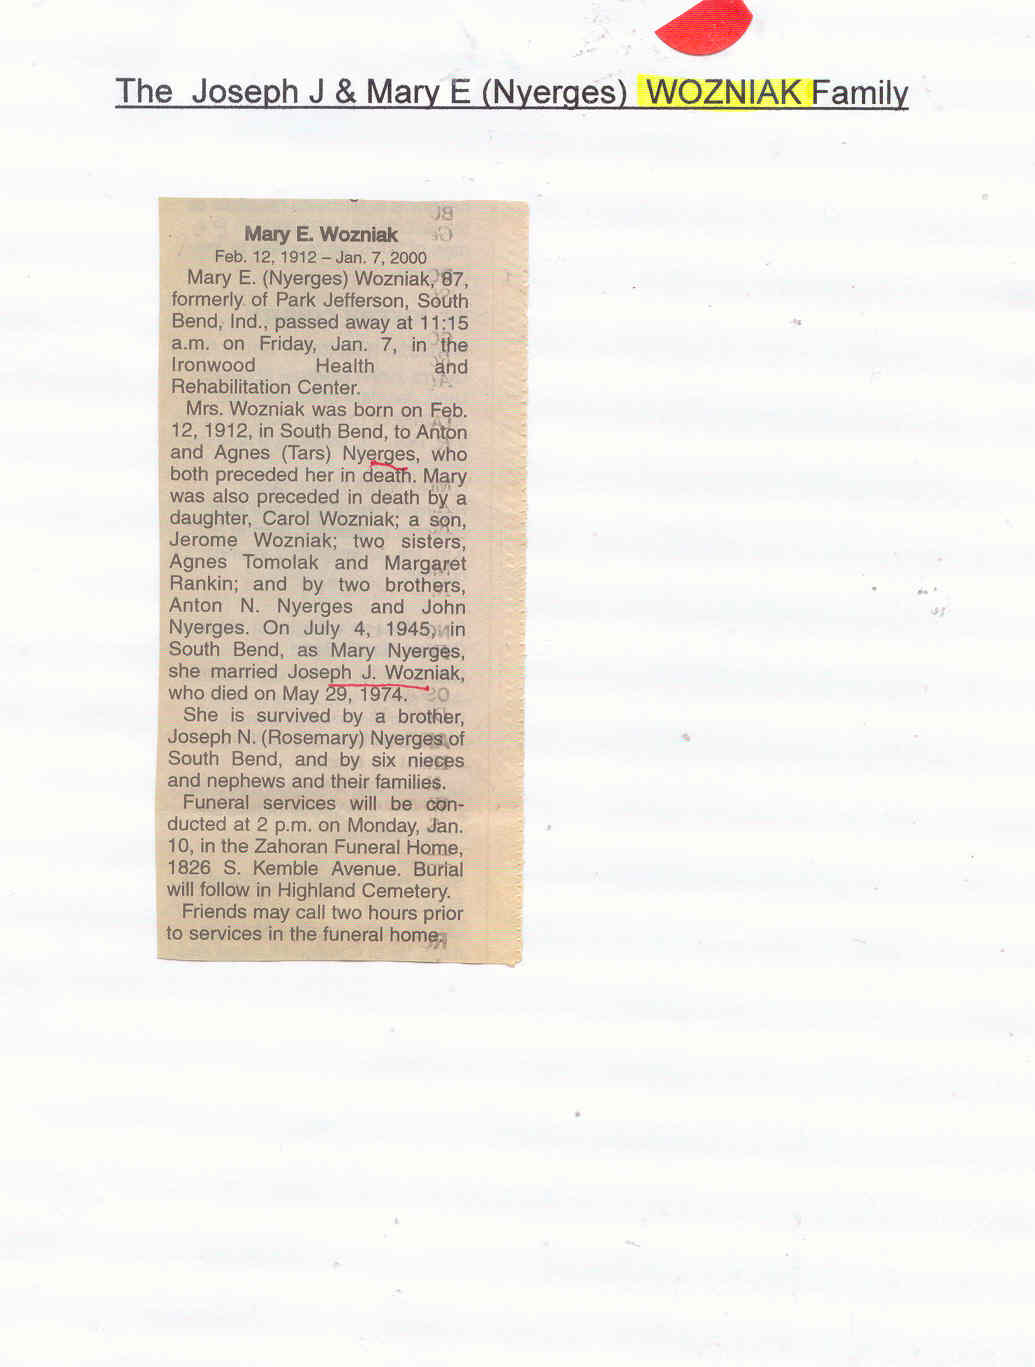 The Joseph J & Mary E (Nyerges) WOZNIAK Family
Mary E. Wozniak
Feb. 12, 1912 – Jan. 7, 2000
Mary E. (Nyerges) Wozniak, 87,
formerly of Park Jefferson, South
Bend, Ind., passed away at 11:15
a.m. on Friday, Jan. 7, in the
Ironwood Health and
Rehabilitation Center.
Mrs. Wozniak was born on Feb.
12, 1912, in South Bend, to Anton
and Agnes (Tars) Nyerges, who
both preceded her in death. Mary
was also preceded in death by a
daughter, Carol Wozniak; a son,
Jerome Wozniak; two sisters,
Agnes Tomolak and Margaret
Rankin; and by two brothers,
Anton N. Nyerges and John
Nyerges. On July 4, 1945, in
South Bend, as Mary Nyerges,
she married Joseph J. Wozniak,
who died on May 29, 1974.
She is survived by a brother,
Joseph N. (Rosemary) Nyerges of
South Bend, and by six nieces
and nephews and their families.
Funeral services will be con-
ducted at 2 p.m. on Monday, Jan.
10, in the Zahoran Funeral Home,
1826 S. Kemble Avenue. Burial
will follow in Highland Cemetery.
Friends may call two hours prior
to services in the funeral home.